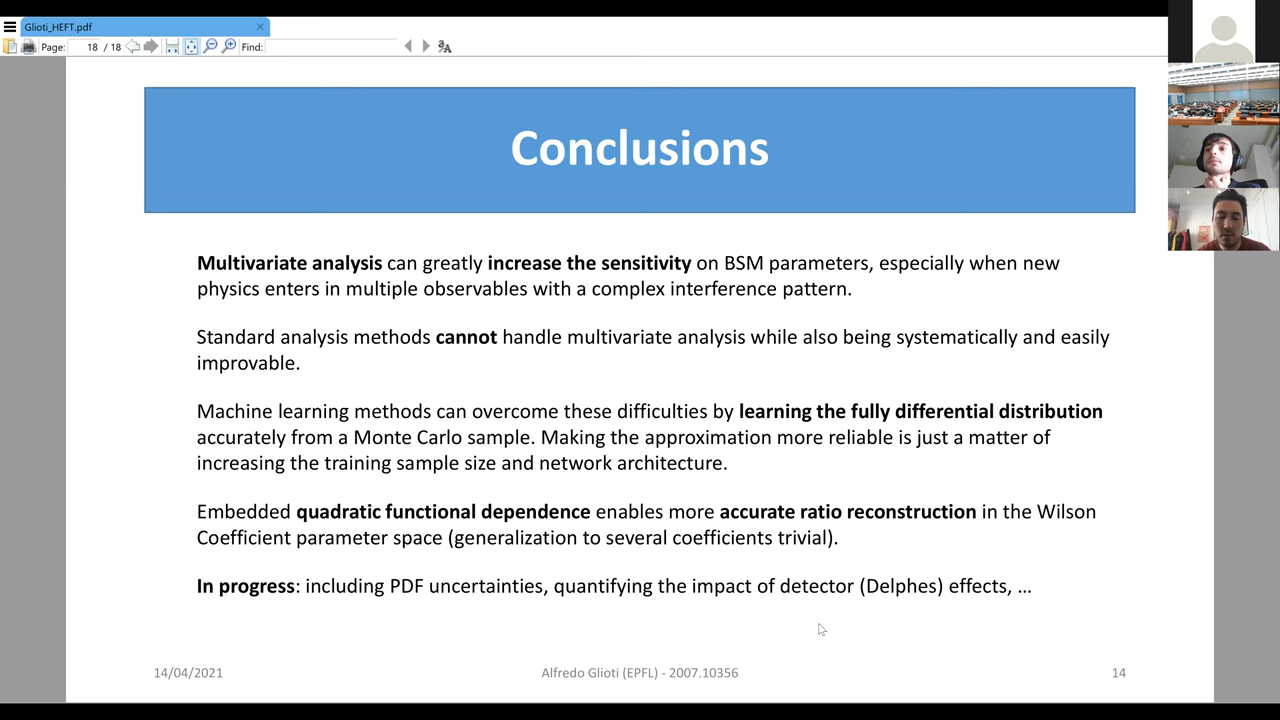 Glioti_HEFT.pdf
Page: 18 / 18 Find:
Conclusions
Multivariate analysis can greatly increase the sensitivity on BSM parameters, especially when new
physics enters in multiple observables with a complex interference pattern.
Standard analysis methods cannot handle multivariate analysis while also being systematically and easily
improvable.
Machine learning methods can overcome these difficulties by learning the fully differential distribution
accurately from a Monte Carlo sample. Making the approximation more reliable is just a matter of
increasing the training sample size and network architecture.
Embedded quadratic functional dependence enables more accurate ratio reconstruction in the Wilson
Coefficient parameter space (generalization to several coefficients trivial).
In progress: including PDF uncertainties, quantifying the impact of detector (Delphes) effects, …
14/04/2021 Alfredo Glioti (EPFL) - 2007.10356 14